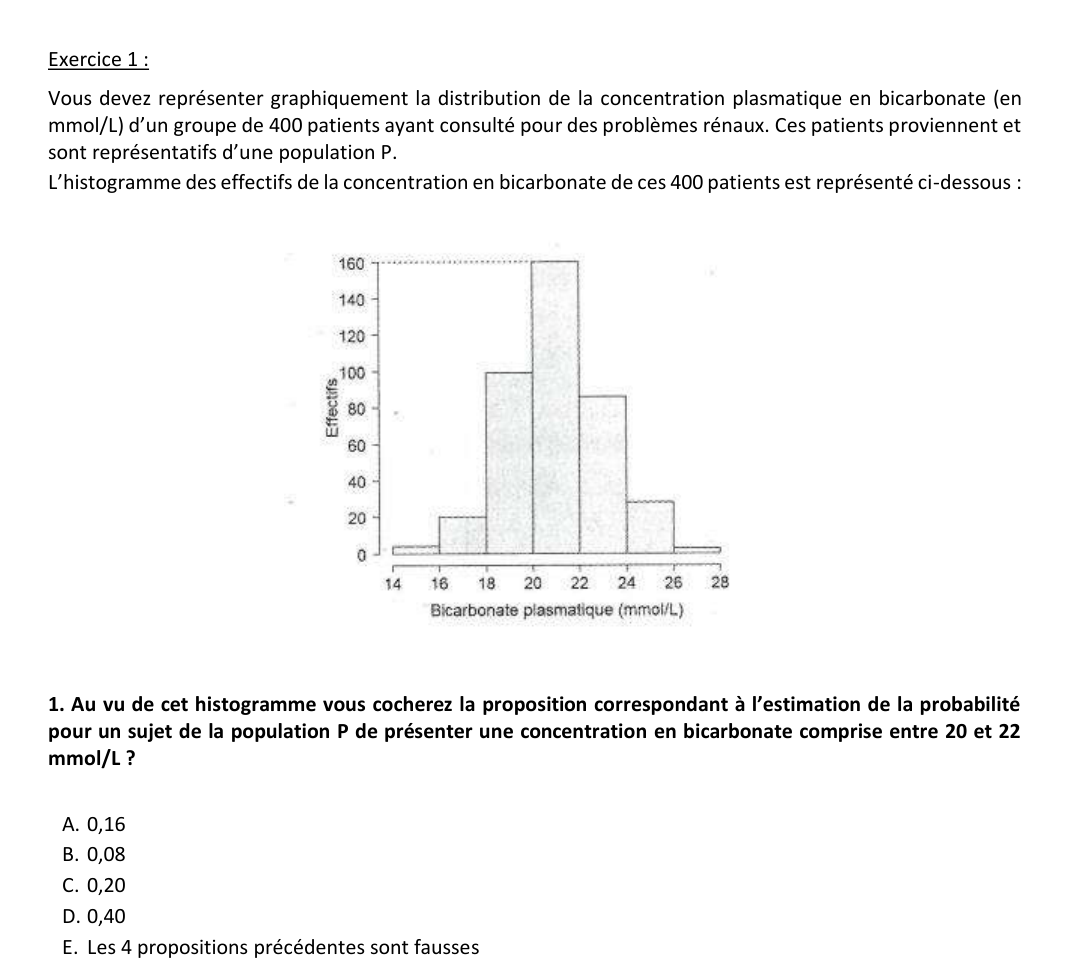 Exercice 1 :
Vous devez représenter graphiquement la distribution de la concentration plasmatique en bicarbonate (en
mmol/L) d’un groupe de 400 patients ayant consulté pour des problèmes rénaux. Ces patients proviennent et
sont représentatifs d’une population P.
L’histogramme des effectifs de la concentration en bicarbonate de ces 400 patients est représenté ci-dessous :
160
140
120
100
80
60
40
20
0
Effectifs
14 16 18 20 22 24 26 28
Bicarbonate plasmatique (mmol/L)
1. Au vu de cet histogramme vous cocherez la proposition correspondant à l’estimation de la probabilité
pour un sujet de la population P de présenter une concentration en bicarbonate comprise entre 20 et 22
mmol/L ?
A. 0,16
B. 0,08
C. 0,20
D. 0,40
E. Les 4 propositions précédentes sont fausses